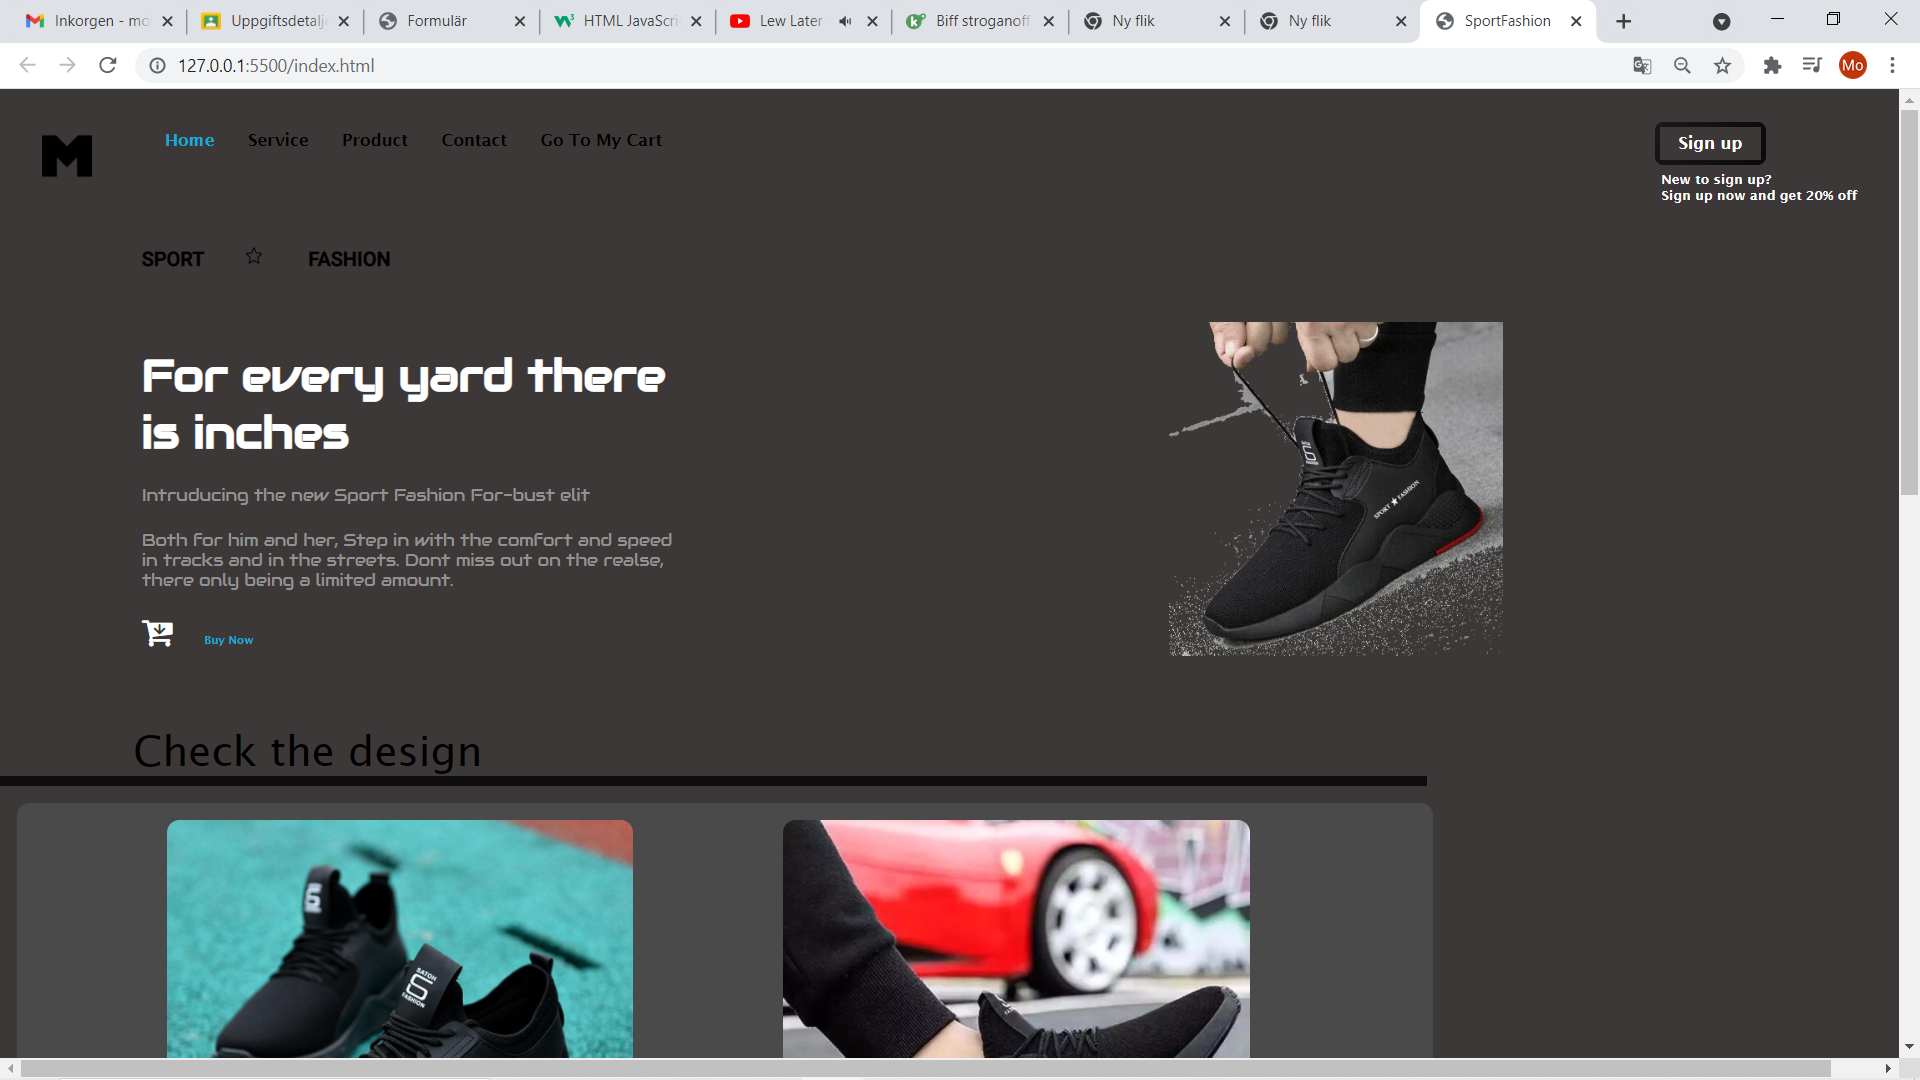 Inkorgen - mo
Uppgiftsdetalj
Formulär
HTML JavaScri
Lew Later
Biff stroganoff
Ny flik
Ny flik
SportFashion
127.0.0.1:5500/index.html
Mo
M
Home
Service
Product
Contact
Go To My Cart
Sign up
New to sign up?
Sign up now and get 20% off
SPORT
FASHION
For every yard there
is inches
Intruducing the new Sport Fashion For-bust elit
Both for him and her, Step in with the comfort and speed
in tracks and in the streets. Dont miss out on the realse,
there only being a limited amount.
Buy Now
SPORT ★ FASHION
Check the design
SATOH
FASHION